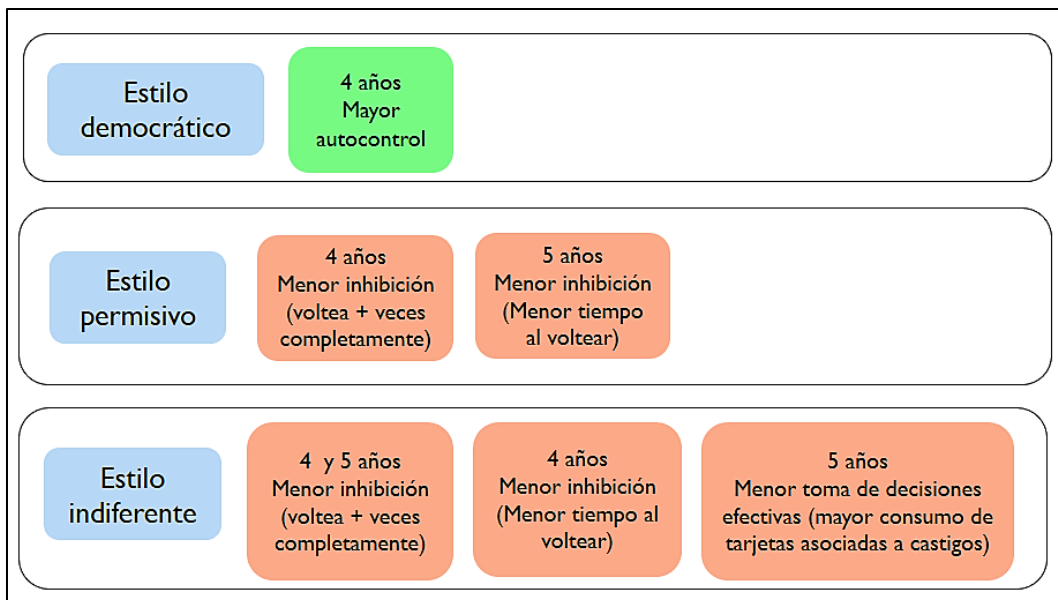 Estilo
democrático
4 años
Mayor
autocontrol
Estilo
permisivo
4 años
Menor inhibición
(voltea + veces
completamente)
5 años
Menor inhibición
(Menor tiempo
al voltear)
Estilo
indiferente
4 y 5 años
Menor inhibición
(voltea + veces
completamente)
4 años
Menor inhibición
(Menor tiempo al
voltear)
5 años
Menor toma de decisiones
efectivas (mayor consumo de
tarjetas asociadas a castigos)